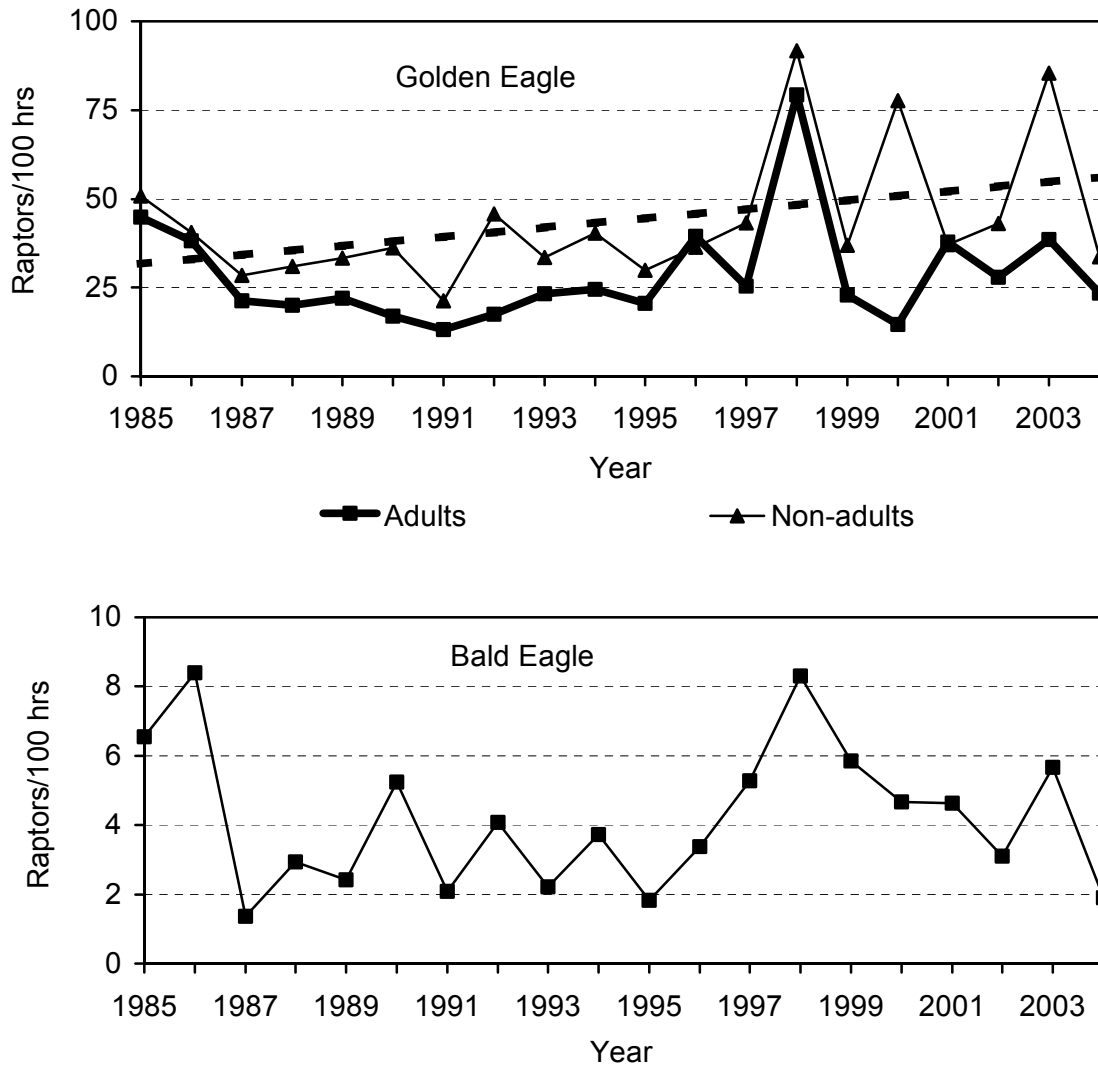 Raptors/100 hrs
100
75
50
25
0
Golden Eagle
1985 1987 1989 1991 1993 1995 1997 1999 2001 2003
Year
Adults Non-adults
Raptors/100 hrs
10
8
6
4
2
0
Bald Eagle
1985 1987 1989 1991 1993 1995 1997 1999 2001 2003
Year